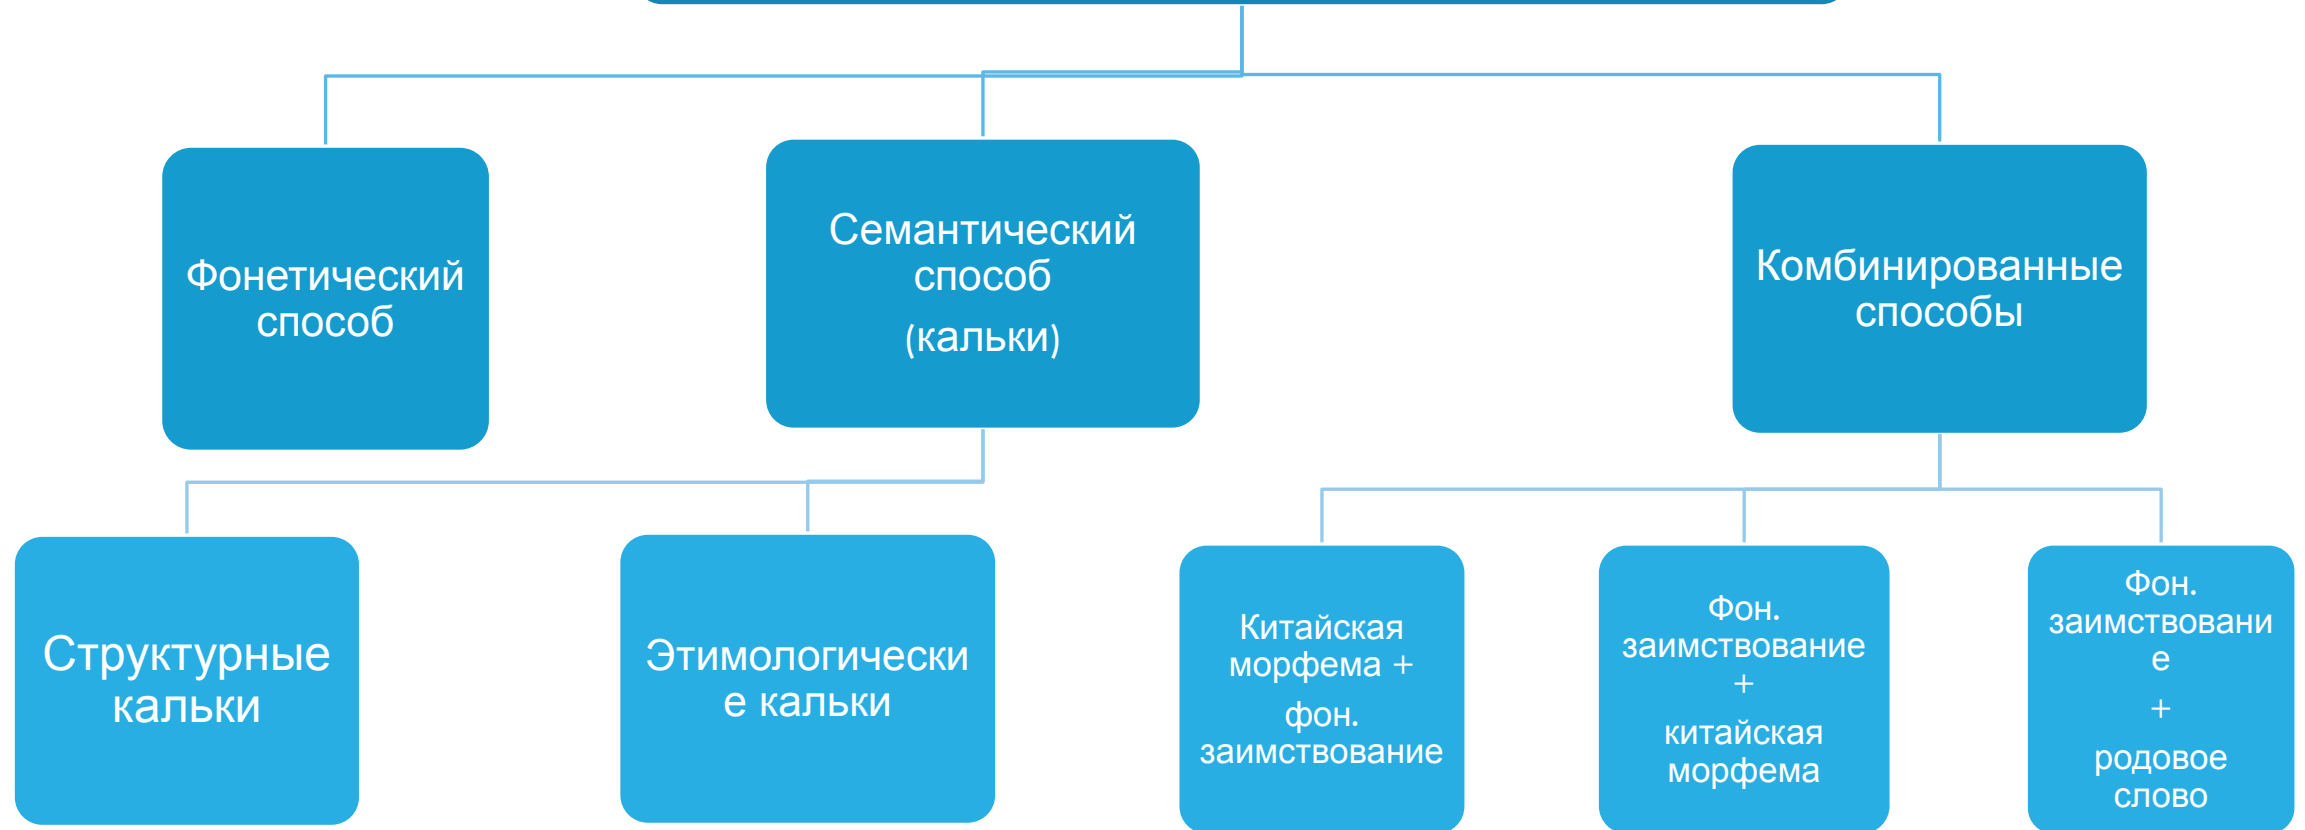 Фонетический
способ
Семантический
способ
(кальки)
Комбинированные
способы
Структурные
кальки
Этимологически
е кальки
Китайская
морфема +
фон.
заимствование
Фон.
заимствование
+
китайская
морфема
Фон.
заимствовани
е
+
родовое
слово